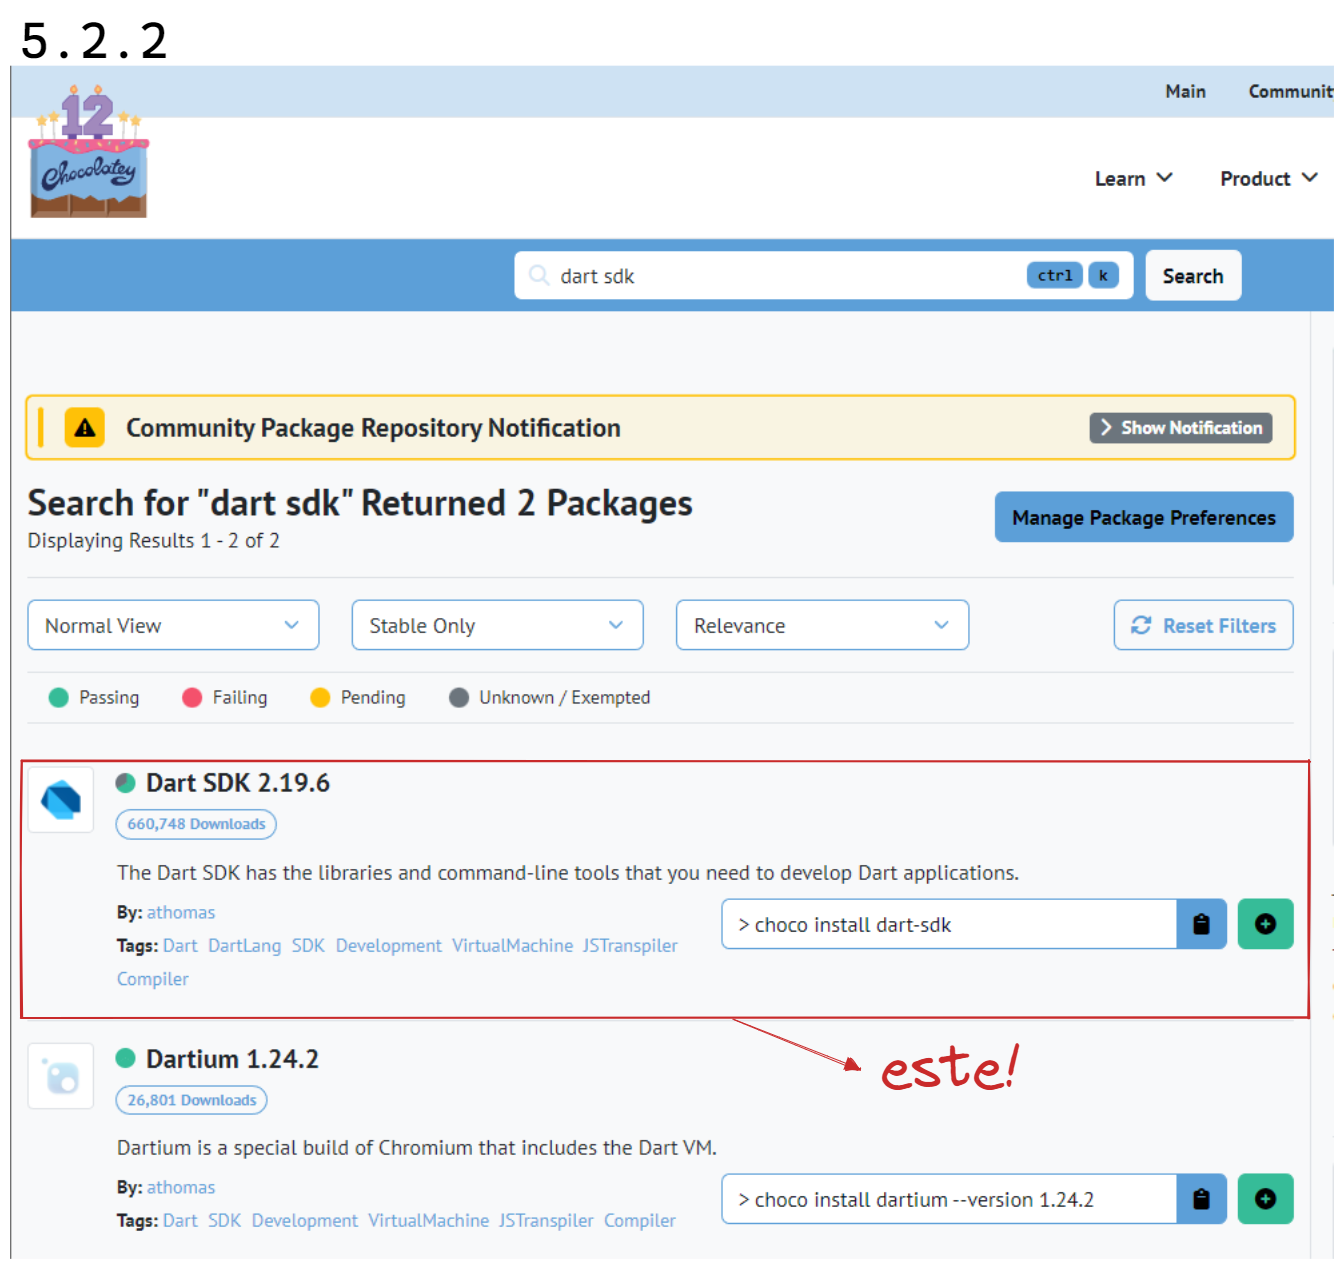 5.2.2
Main Communit
12
Chocolatey
Learn Product
dart sdk ctrl k Search
Community Package Repository Notification Show Notification
Search for "dart sdk" Returned 2 Packages
Displaying Results 1 - 2 of 2
Manage Package Preferences
Normal View Stable Only Relevance Reset Filters
Passing Failing Pending Unknown / Exempted
Dart SDK 2.19.6
660,748 Downloads
The Dart SDK has the libraries and command-line tools that you need to develop Dart applications.
By: athomas
Tags: Dart DartLang SDK Development VirtualMachine JSTranspiler
Compiler
> choco install dart-sdk
este!
Dartium 1.24.2
26,801 Downloads
Dartium is a special build of Chromium that includes the Dart VM.
By: athomas
Tags: Dart SDK Development VirtualMachine JSTranspiler Compiler
> choco install dartium --version 1.24.2